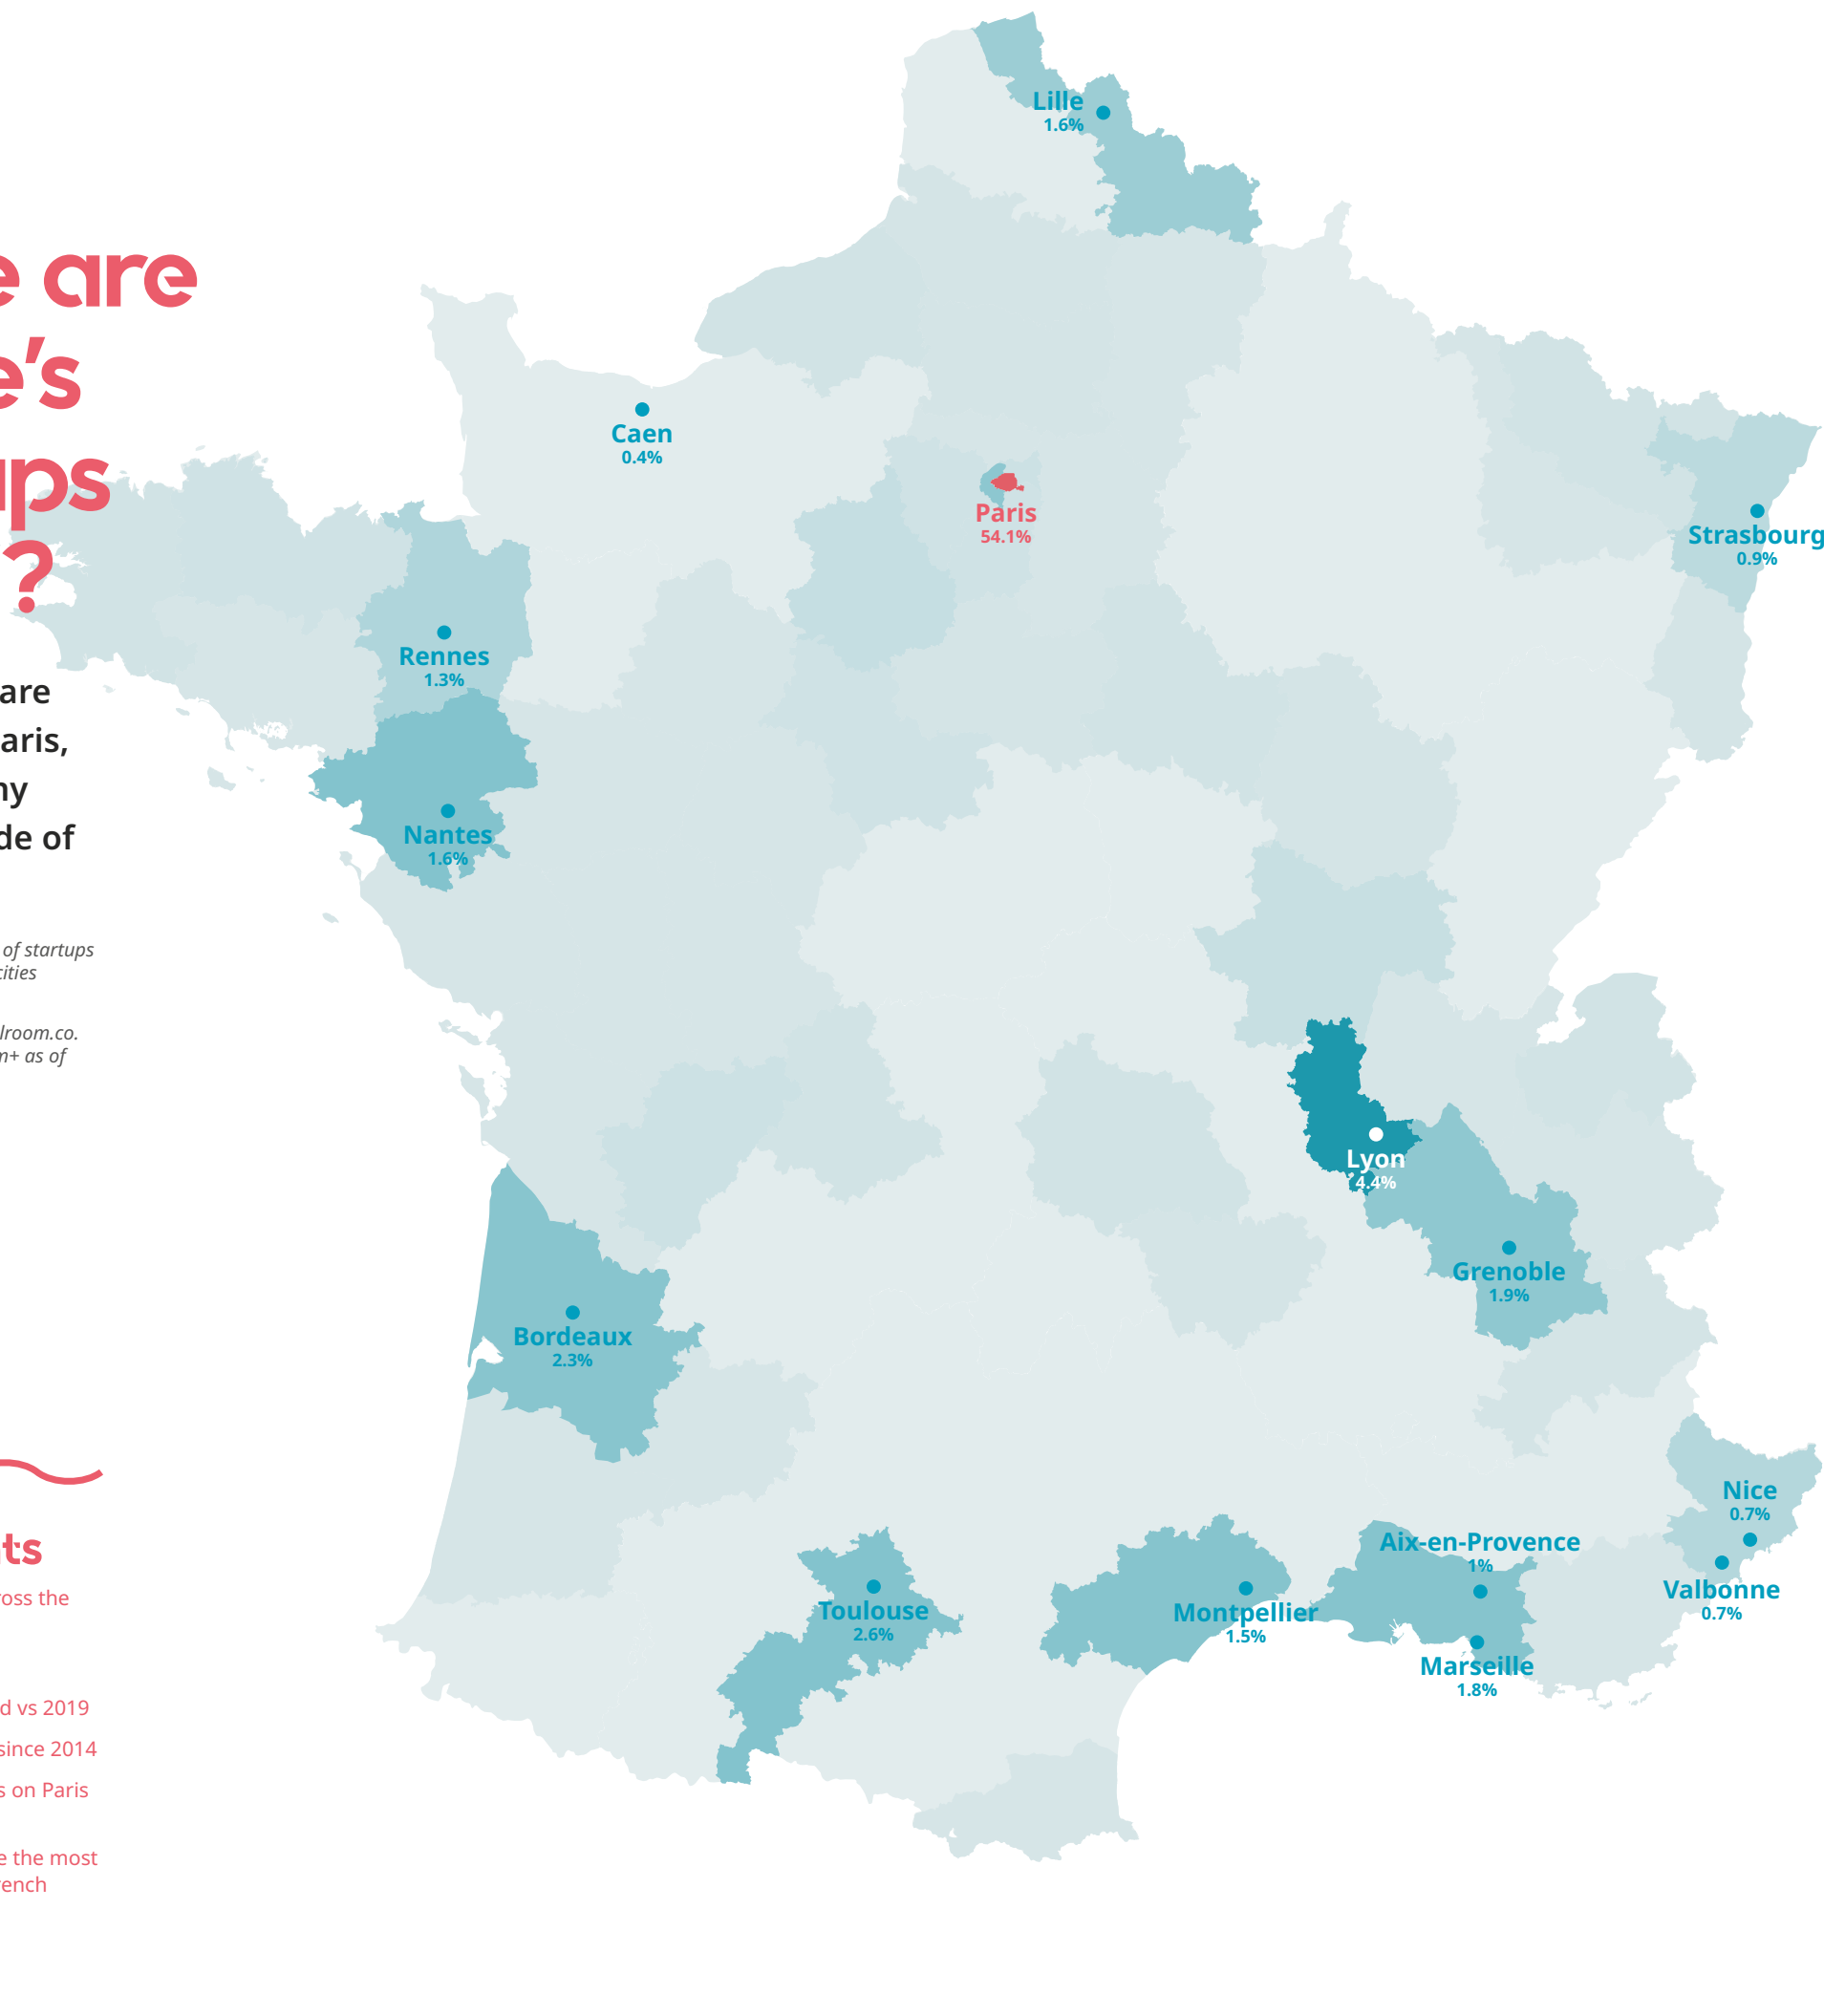 e are
e's
ups
?
are
aris,
ny
de of
of startups
cities
lroom.co.
m+ as of
ts
ross the
d vs 2019
since 2014
s on Paris
e the most
rench
Lille
1.6%
Caen
0.4%
Paris
54.1%
Strasbourg
0.9%
Rennes
1.3%
Nantes
1.6%
Lyon
4.4%
Grenoble
1.9%
Bordeaux
2.3%
Nice
0.7%
Aix-en-Provence
1%
Valbonne
0.7%
Toulouse
2.6%
Montpellier
1.5%
Marseille
1.8%